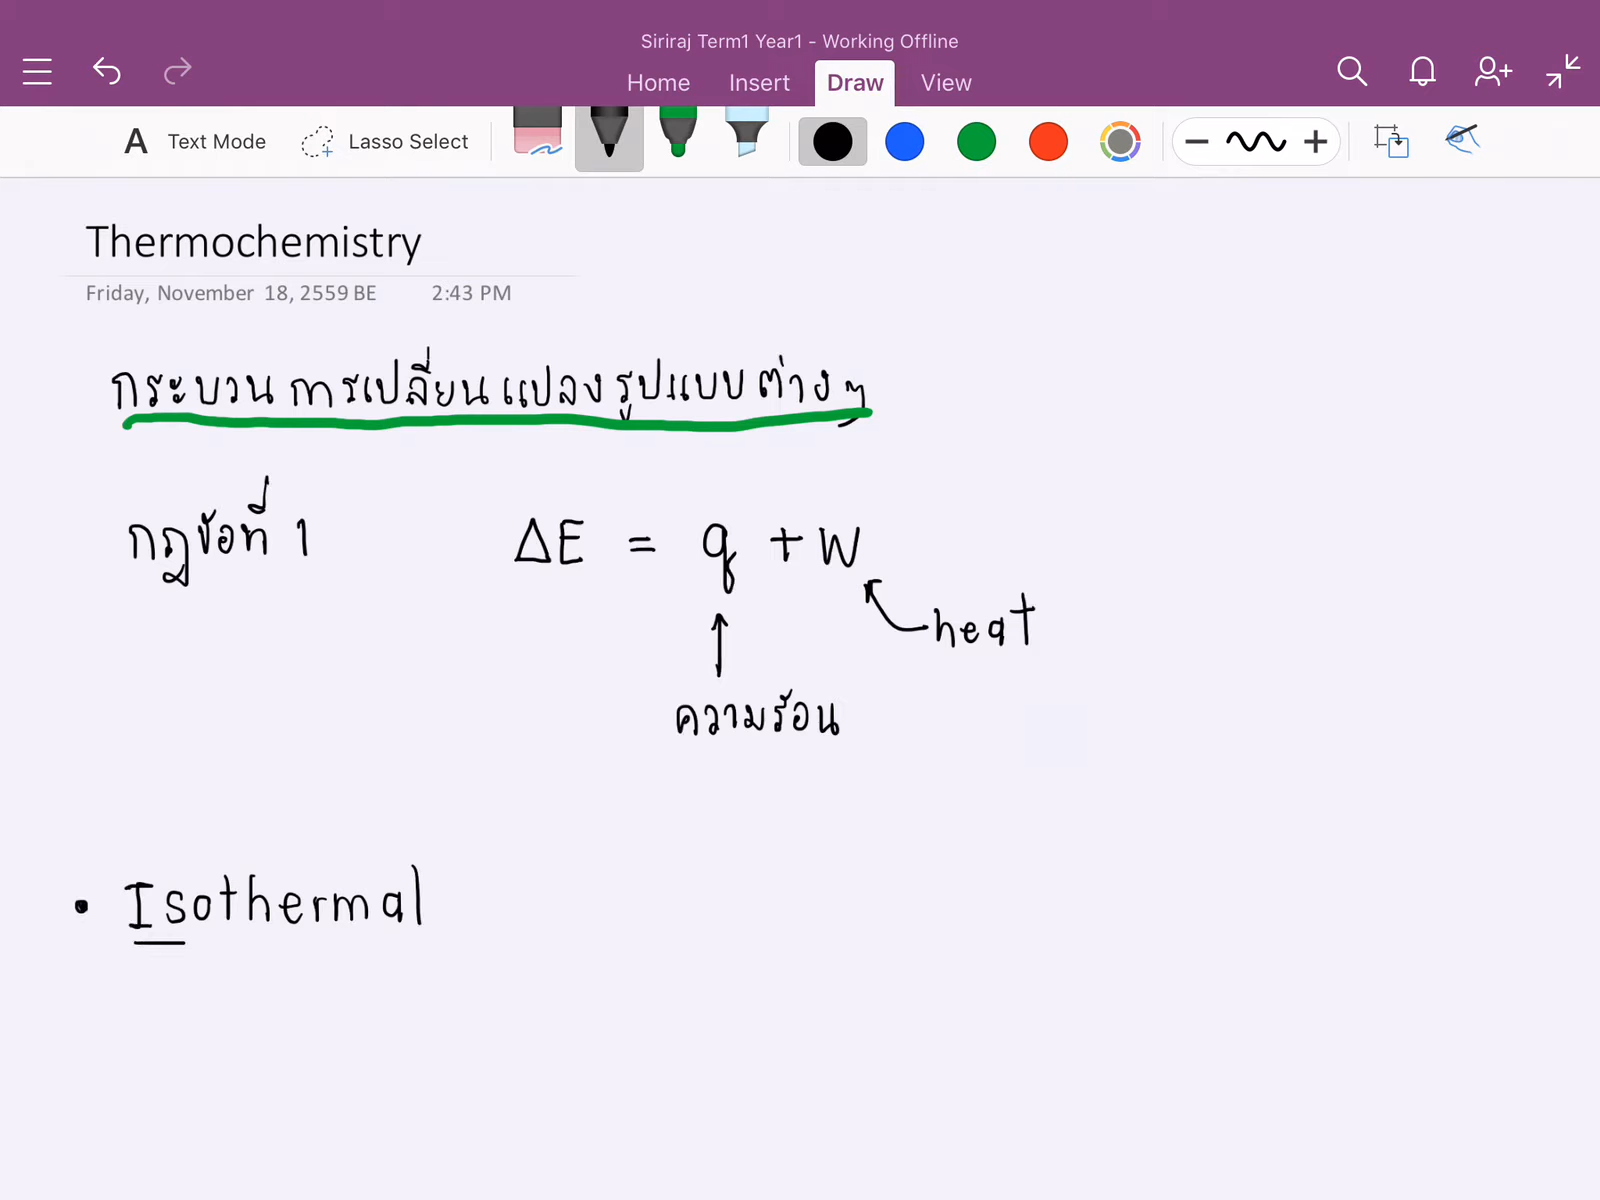 Siriraj Term1 Year1 - Working Offline
Home Insert Draw View
A Text Mode Lasso Select
Thermochemistry
Friday, November 18, 2559 BE 2:43 PM
กระบวนการเปลี่ยนแปลงรูปแบบต่างๆ
กฎข้อที่ 1 ΔE = q + W
heat
ความร้อน
• Isothermal